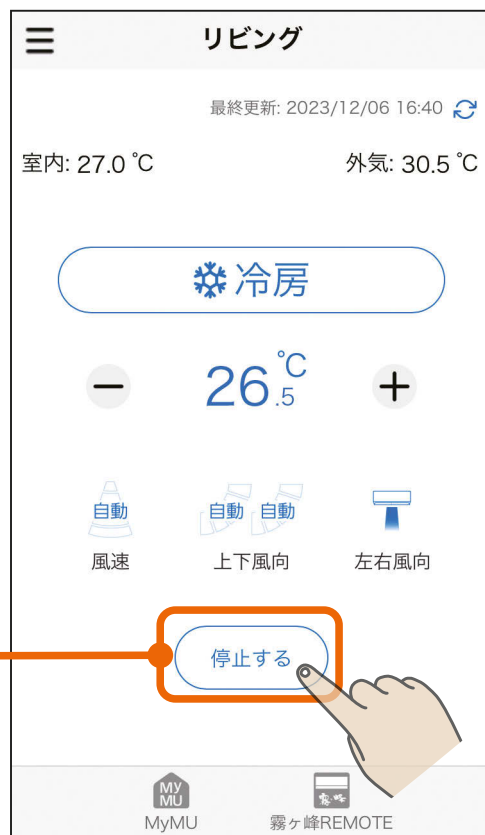 リビング
最終更新: 2023/12/06 16:40
室内: 27.0 ℃ 外気: 30.5 ℃
冷房
26.5℃
自動 自動 自動
風速 上下風向 左右風向
停止する
MY MU 霧ヶ峰
MyMU 霧ヶ峰REMOTE